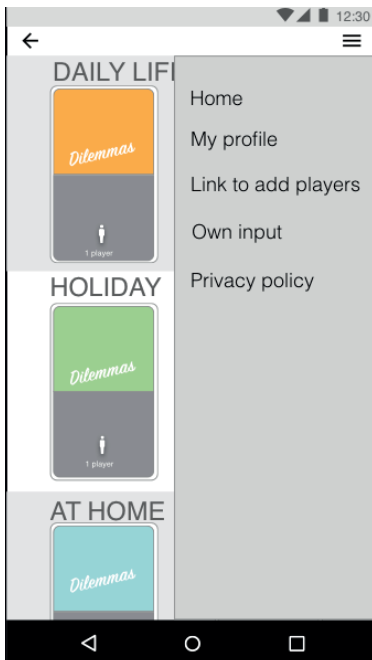 12:30
DAILY LIF
Dilemmas
1 player
HOLIDAY
Dilemmas
1 player
AT HOME
Dilemmas
Home
My profile
Link to add players
Own input
Privacy policy